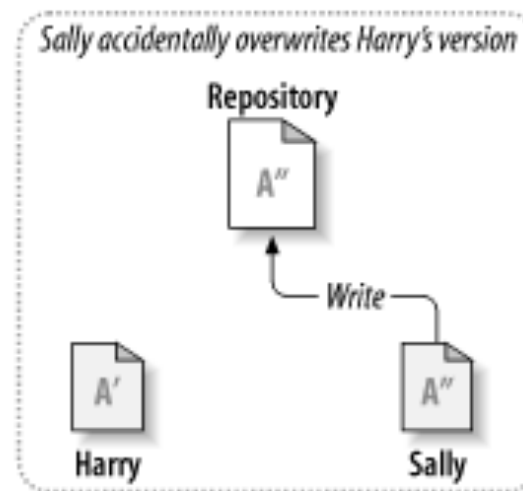 Sally accidentally overwrites Harry's version
Repository
A"
Write
A'
A"
Harry
Sally